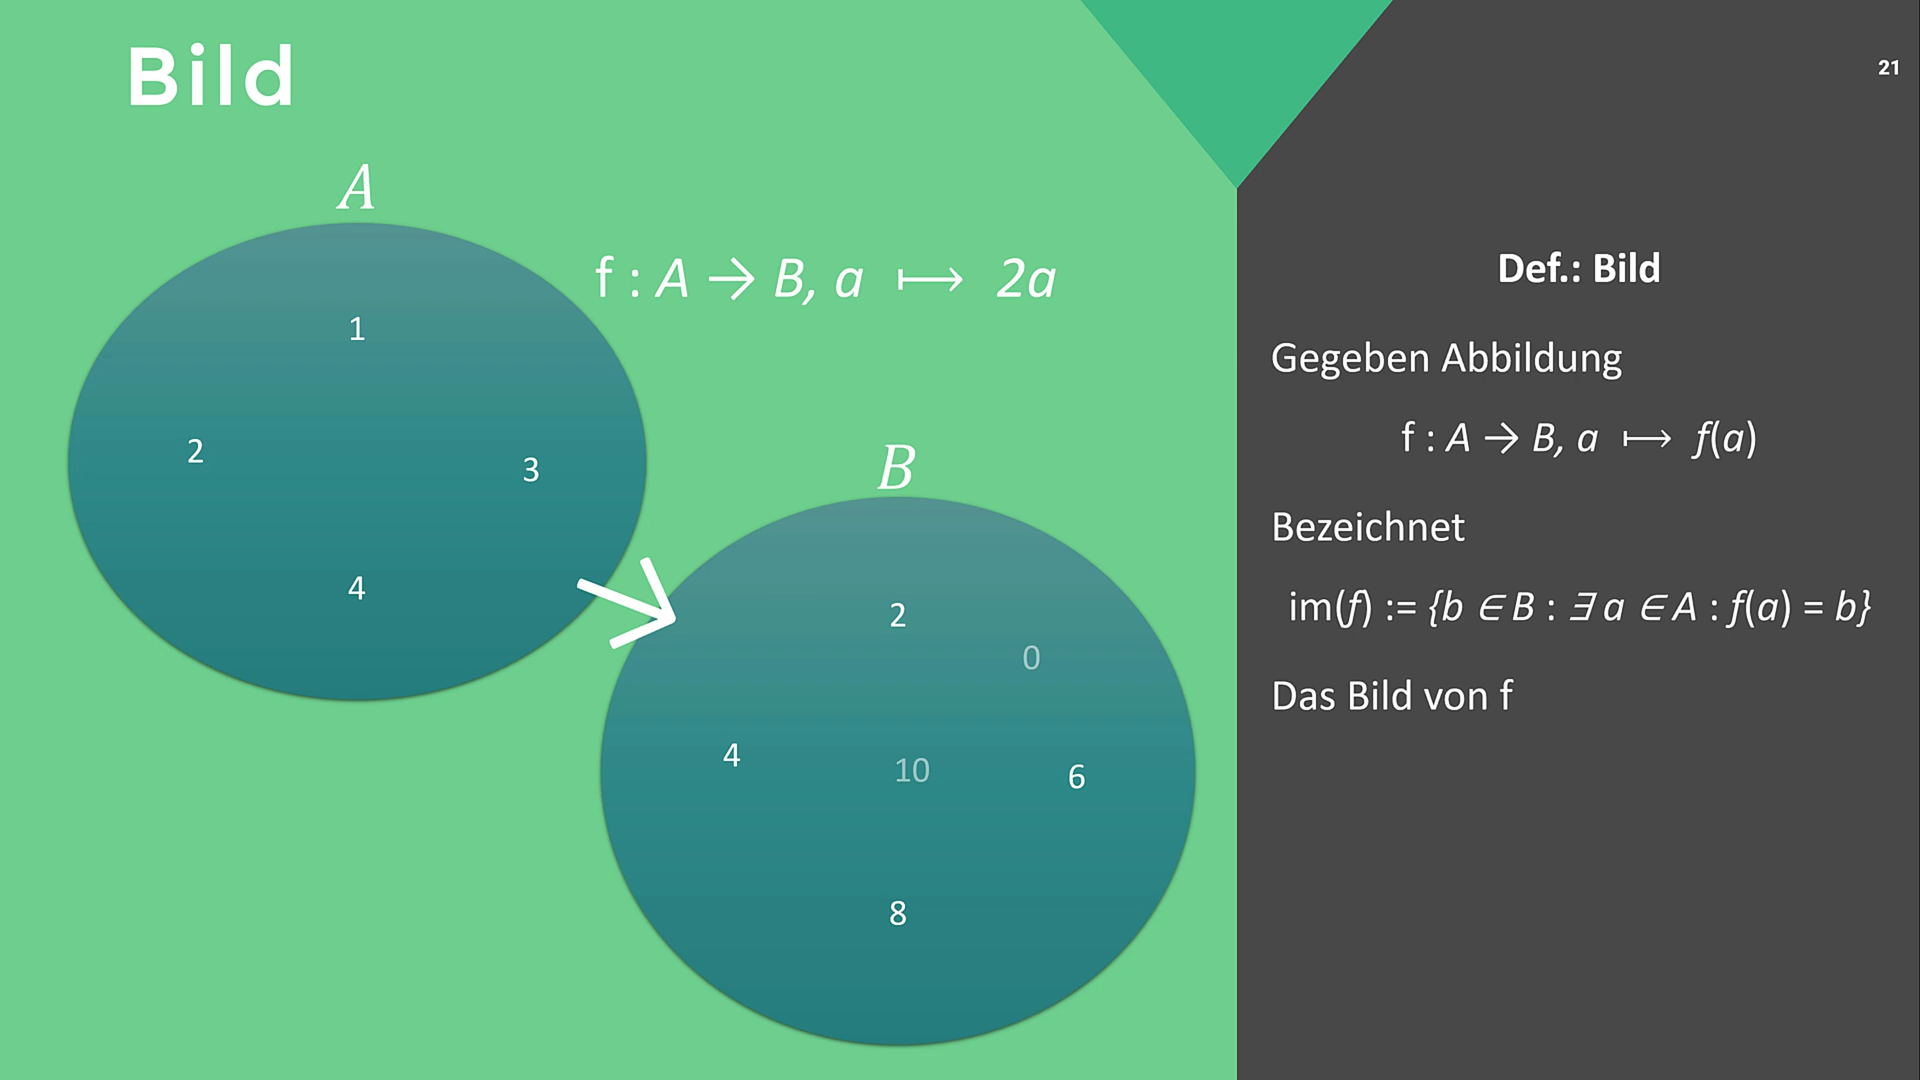 Bild
21
A
f : A → B, a ⟼ 2a
1
2
3
4
B
2
0
4
10
6
8
Def.: Bild
Gegeben Abbildung
f : A → B, a ⟼ f(a)
Bezeichnet
im(f) := {b ∈ B : ∃ a ∈ A : f(a) = b}
Das Bild von f